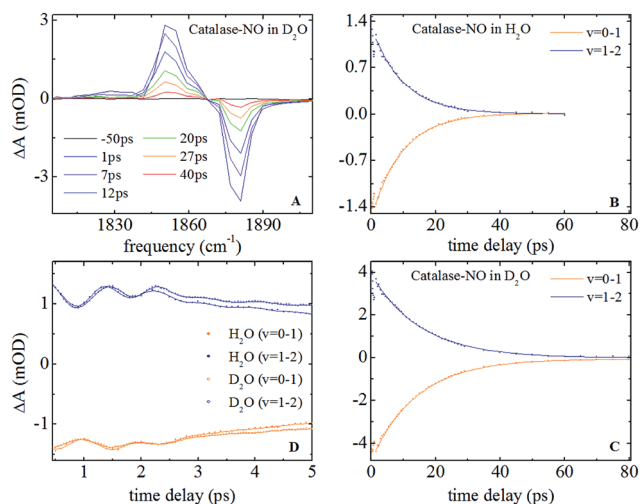 Catalase-NO in D₂O
ΔA (mOD)
3
0
-3
-50ps
1ps
7ps
12ps
20ps
27ps
40ps
A
1830
1860
1890
frequency (cm⁻¹)
Catalase-NO in H₂O
v=0-1
v=1-2
1.4
0.7
0.0
-0.7
-1.4
B
0
20
40
60
80
time delay (ps)
ΔA (mOD)
2
1
0
-1
H₂O (v=0-1)
H₂O (v=1-2)
D₂O (v=0-1)
D₂O (v=1-2)
D
1
2
3
4
5
time delay (ps)
Catalase-NO in D₂O
v=0-1
v=1-2
4
2
0
-2
-4
C
0
20
40
60
80
time delay (ps)